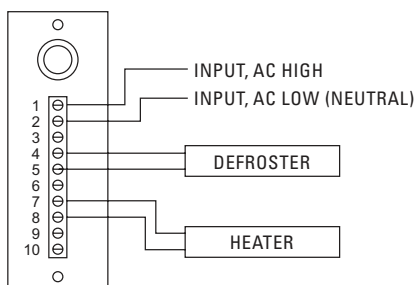 INPUT, AC HIGH
1
INPUT, AC LOW (NEUTRAL)
2
3
4
DEFROSTER
5
6
7
8
HEATER
9
10